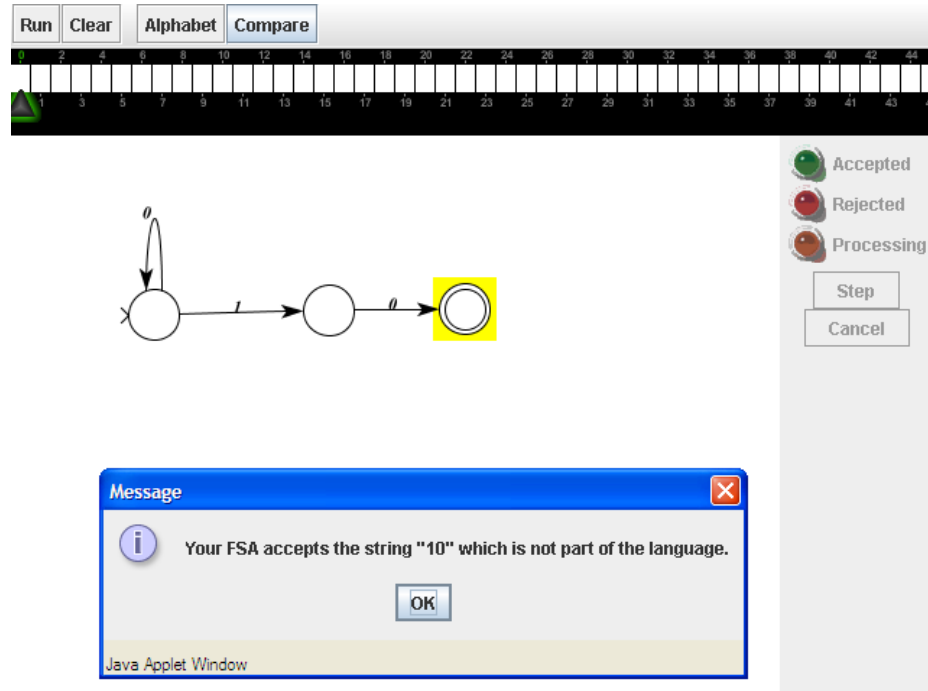 Run Clear Alphabet Compare
0 2 4 6 8 10 12 14 16 18 20 22 24 26 28 30 32 34 36 38 40 42 44
1 3 5 7 9 11 13 15 17 19 21 23 25 27 29 31 33 35 37 39 41 43
Accepted
Rejected
Processing
Step
Cancel
0
1 0
Message
Your FSA accepts the string "10" which is not part of the language.
OK
Java Applet Window